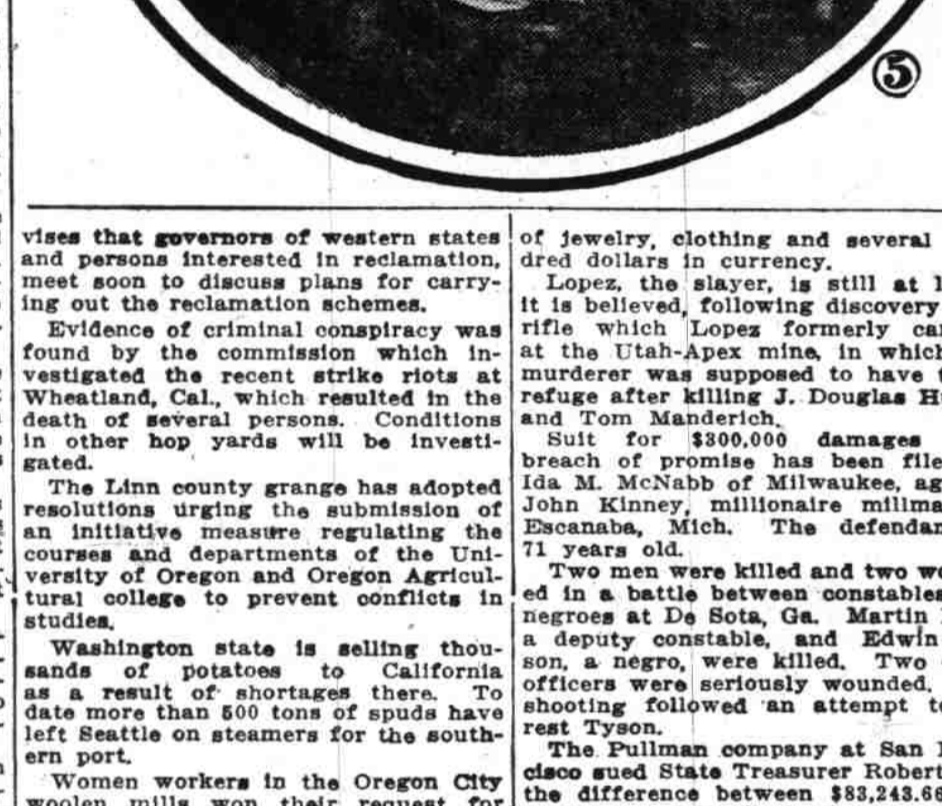 5
vises that governors of western states
and persons interested in reclamation,
meet soon to discuss plans for carry-
ing out the reclamation schemes.
Evidence of criminal conspiracy was
found by the commission which in-
vestigated the recent strike riots at
Wheatland, Cal., which resulted in the
death of several persons. Conditions
in other hop yards will be investi-
gated.
The Linn county grange has adopted
resolutions urging the submission of
an initiative measure regulating the
courses and departments of the Uni-
versity of Oregon and Oregon Agricul-
tural college to prevent conflicts in
studies.
Washington state is selling thou-
sands of potatoes to California
as a result of shortages there. To
date more than 500 tons of spuds have
left Seattle on steamers for the south-
ern port.
Women workers in the Oregon City
woolen mills won their request for
of jewelry, clothing and several
dred dollars in currency.
Lopez, the slayer, is still at
it is believed, following discovery
rifle which Lopez formerly
at the Utah-Apex mine, in which
murderer was supposed to have
refuge after killing J. Douglas
and Tom Manderich.
Suit for $300,000 damages
breach of promise has been
Ida M. McNabb of Milwaukee,
John Kinney, millionaire
Escanaba, Mich. The
71 years old.
Two men were killed and two
ed in a battle between constables
negroes at De Sota, Ga. Martin
a deputy constable, and Edwin
son, a negro, were killed. Two
officers were seriously wounded.
shooting followed an attempt
rest Tyson.
The Pullman company at San
cisco sued State Treasurer Robert
the difference between $83,243.66